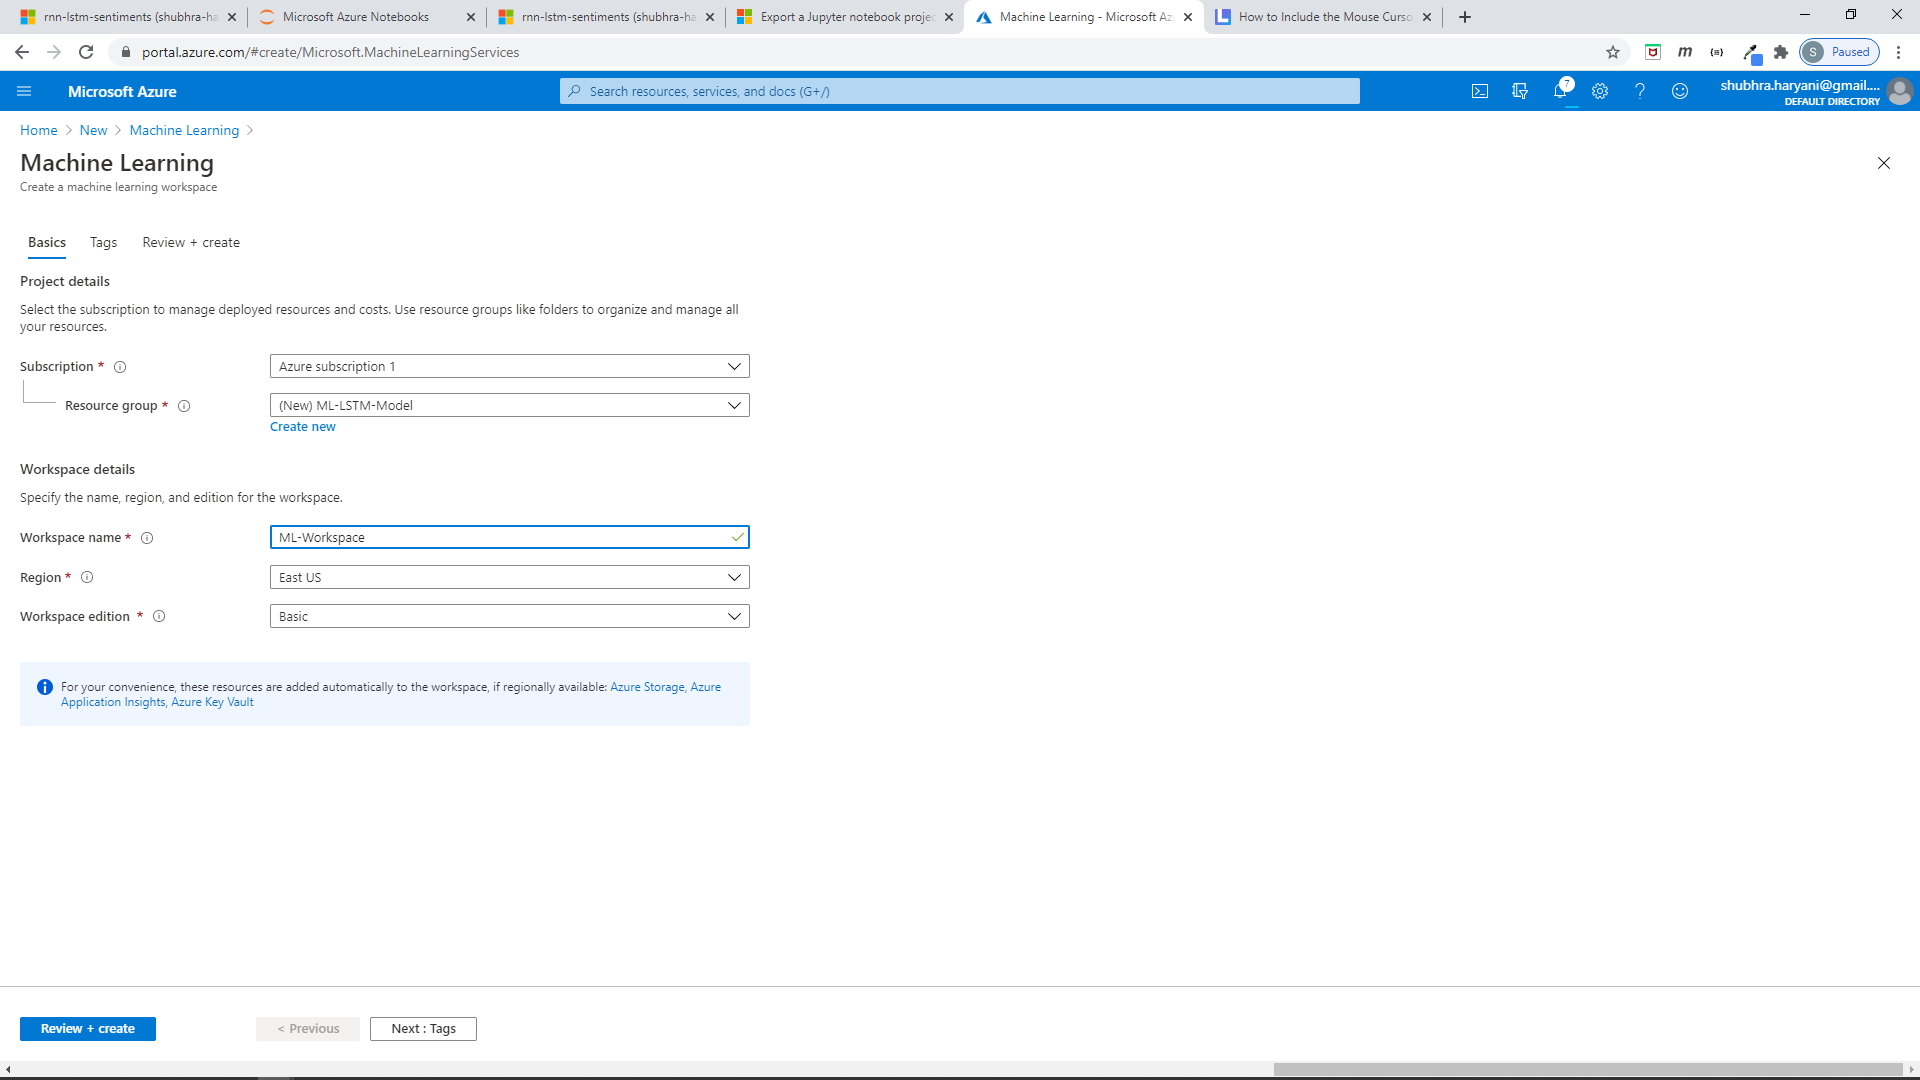 rnn-lstm-sentiments (shubhra-ha
Microsoft Azure Notebooks
rnn-lstm-sentiments (shubhra-ha
Export a Jupyter notebook projec
Machine Learning - Microsoft Az
How to Include the Mouse Curso
portal.azure.com/#create/Microsoft.MachineLearningServices
m
S
Paused
Microsoft Azure
Search resources, services, and docs (G+/)
7
shubhra.haryani@gmail....
DEFAULT DIRECTORY
Home > New > Machine Learning >
Machine Learning
Create a machine learning workspace
Basics
Tags
Review + create
Project details
Select the subscription to manage deployed resources and costs. Use resource groups like folders to organize and manage all
your resources.
Subscription *
Azure subscription 1
Resource group *
(New) ML-LSTM-Model
Create new
Workspace details
Specify the name, region, and edition for the workspace.
Workspace name *
ML-Workspace
Region *
East US
Workspace edition *
Basic
For your convenience, these resources are added automatically to the workspace, if regionally available: Azure Storage, Azure
Application Insights, Azure Key Vault
Review + create
< Previous
Next : Tags